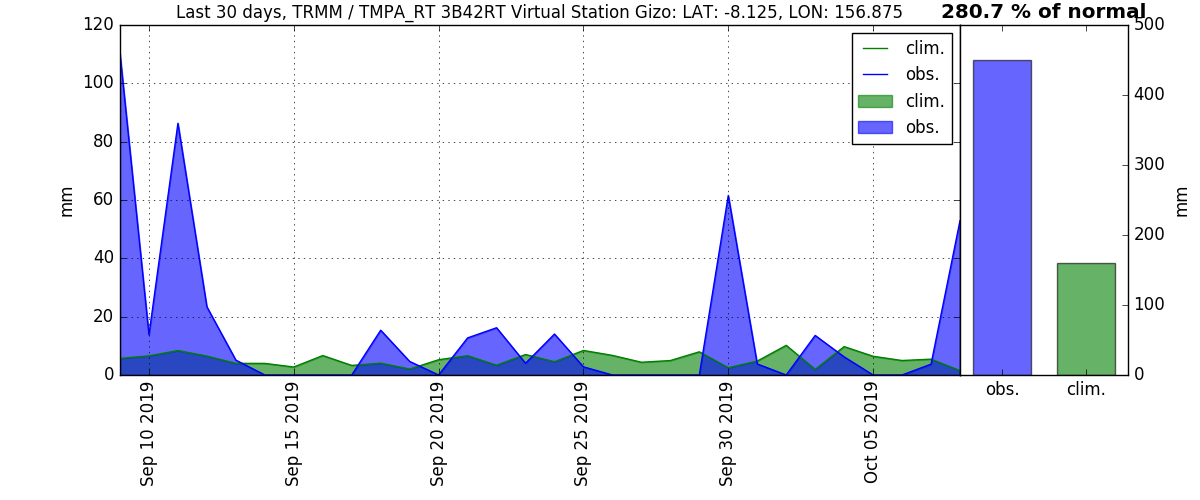 Last 30 days, TRMM / TMPA_RT 3B42RT Virtual Station Gizo: LAT: -8.125, LON: 156.875
280.7 % of normal
120
100
80
60
40
20
0
mm
clim.
obs.
clim.
obs.
Sep 10 2019
Sep 15 2019
Sep 20 2019
Sep 25 2019
Sep 30 2019
Oct 05 2019
500
400
300
200
100
0
mm
obs.
clim.